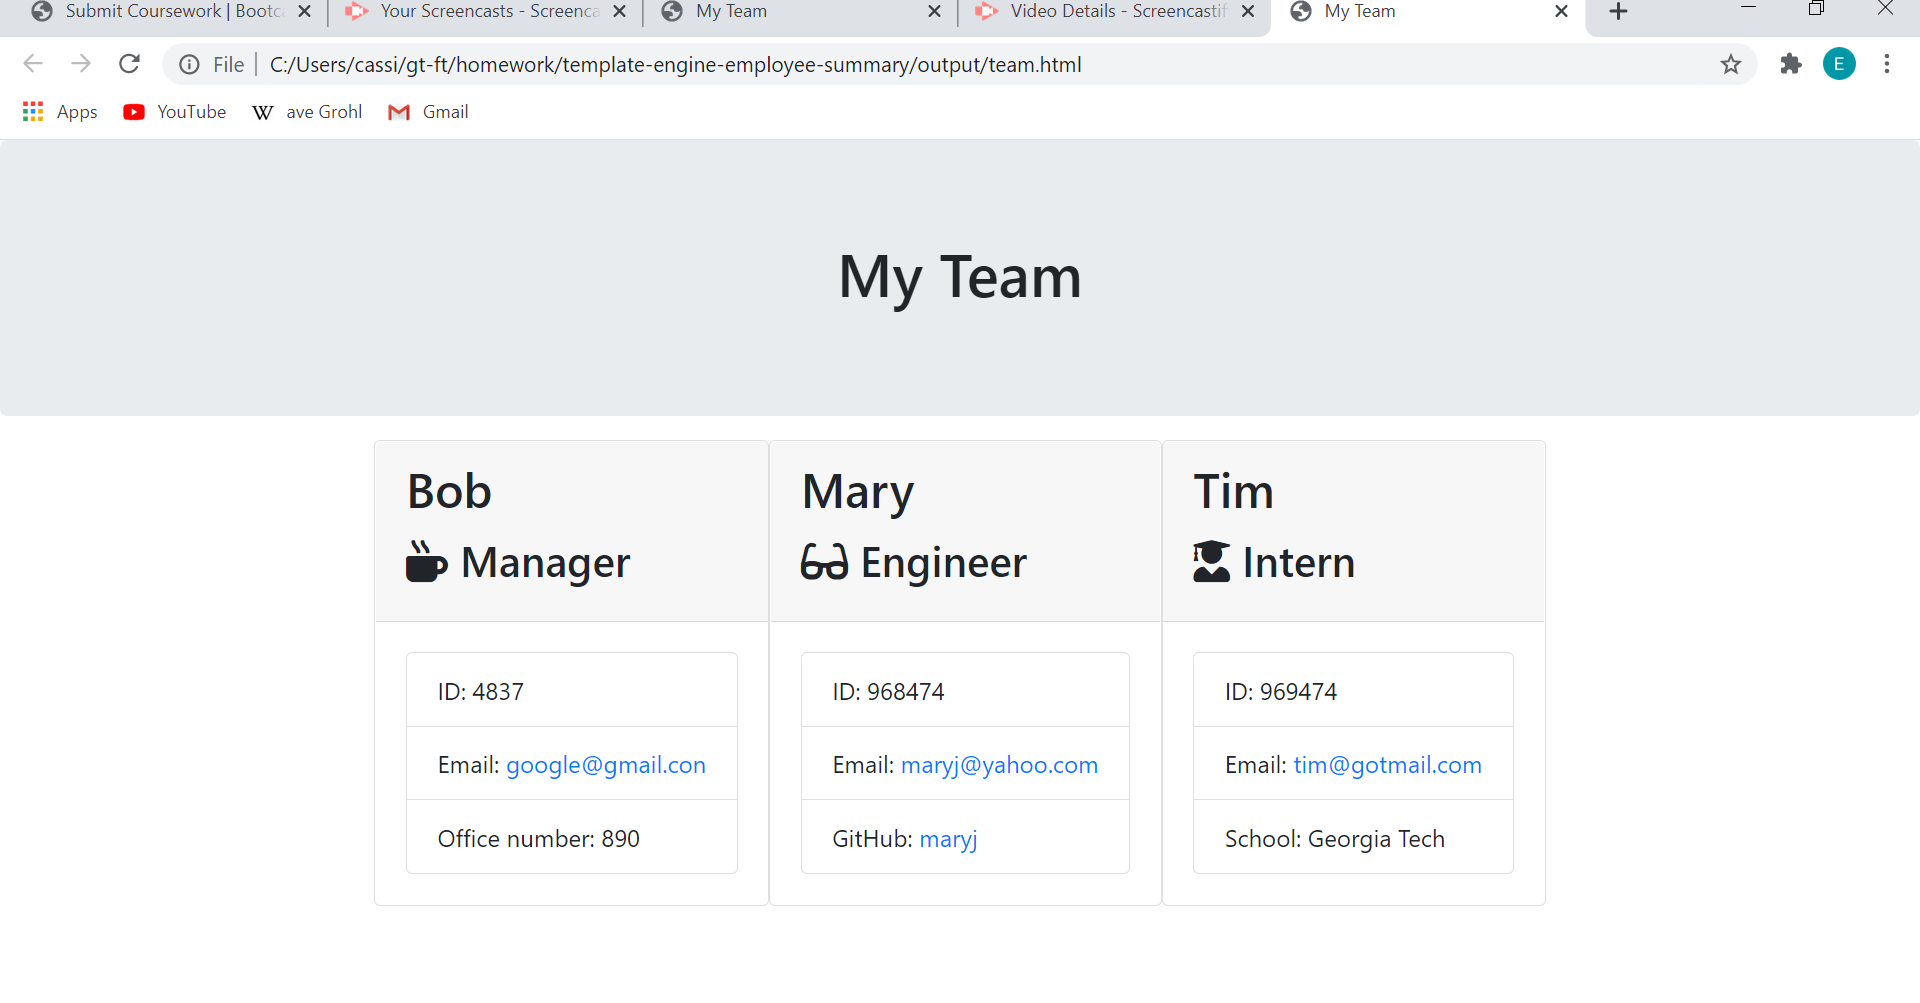 Submit Coursework | Bootc
Your Screencasts - Screenca
My Team
Video Details - Screencastif
My Team
File
C:/Users/cassi/gt-ft/homework/template-engine-employee-summary/output/team.html
E
Apps
YouTube
W ave Grohl
Gmail
My Team
Bob
Manager
ID: 4837
Email: google@gmail.con
Office number: 890
Mary
Engineer
ID: 968474
Email: maryj@yahoo.com
GitHub: maryj
Tim
Intern
ID: 969474
Email: tim@gotmail.com
School: Georgia Tech